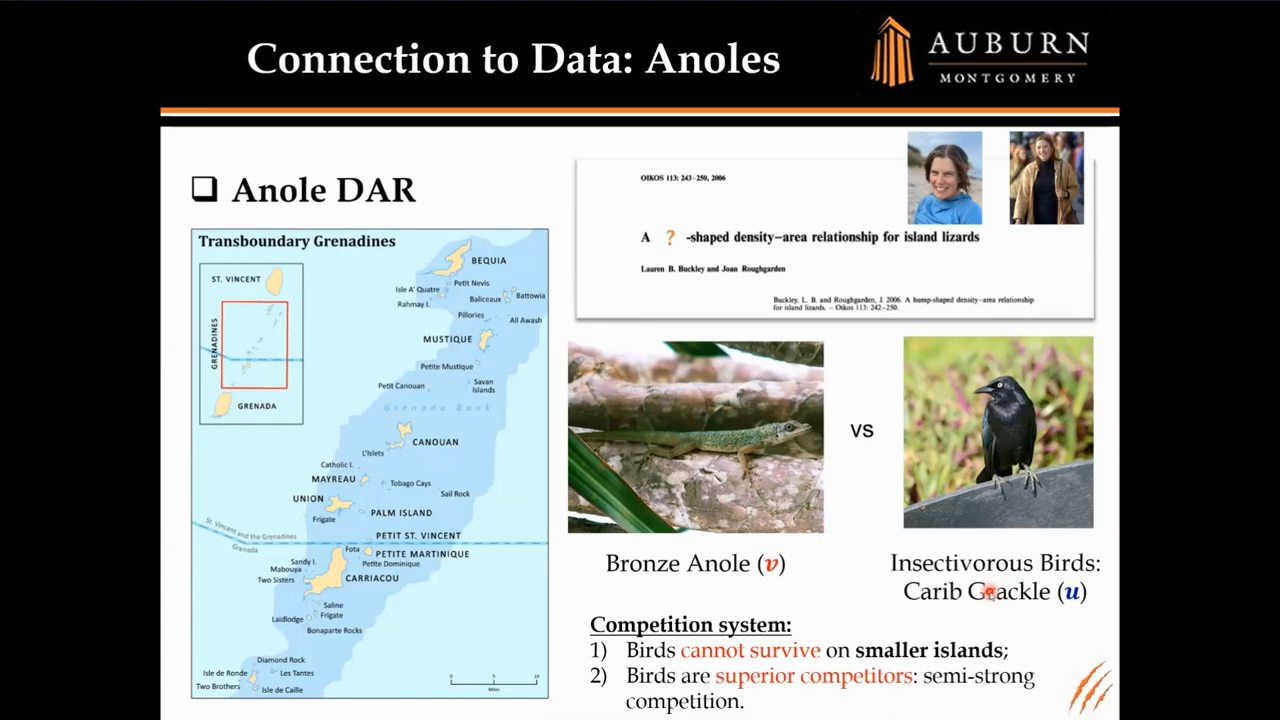 Connection to Data: Anoles
AUBURN
MONTGOMERY
Anole DAR
Transboundary Grenadines
ST. VINCENT
GRENADINES
GRENADA
BEQUIA
Petit Nevis
Isle A' Quatre
Rahmay I.
Baliceaux
Battowia
Pillories
All Awash
MUSTIQUE
Petite Mustique
Petit Canouan
Savan
Islands
Grenada Bank
CANOUAN
L'Islets
Catholic I.
MAYREAU
Tobago Cays
Sail Rock
UNION
PALM ISLAND
Frigate
St. Vincent and the Grenadines
Grenada
PETIT ST. VINCENT
Fota
PETITE MARTINIQUE
Petite Dominique
Sandy I.
Mabouya
Two Sisters
CARRIACOU
Saline
Frigate
Laidlodge
Bonaparte Rocks
Diamond Rock
Isle de Ronde
Les Tantes
Two Brothers
Isle de Caille
0 5 10
Miles
OIKOS 113: 243–250, 2006
A ? -shaped density–area relationship for island lizards
Lauren B. Buckley and Joan Roughgarden
Buckley, L. B. and Roughgarden, J. 2006. A hump-shaped density–area relationship
for island lizards. – Oikos 113: 242–250.
VS
Bronze Anole (v)
Insectivorous Birds:
Carib Grackle (u)
Competition system:
1) Birds cannot survive on smaller islands;
2) Birds are superior competitors: semi-strong
competition.